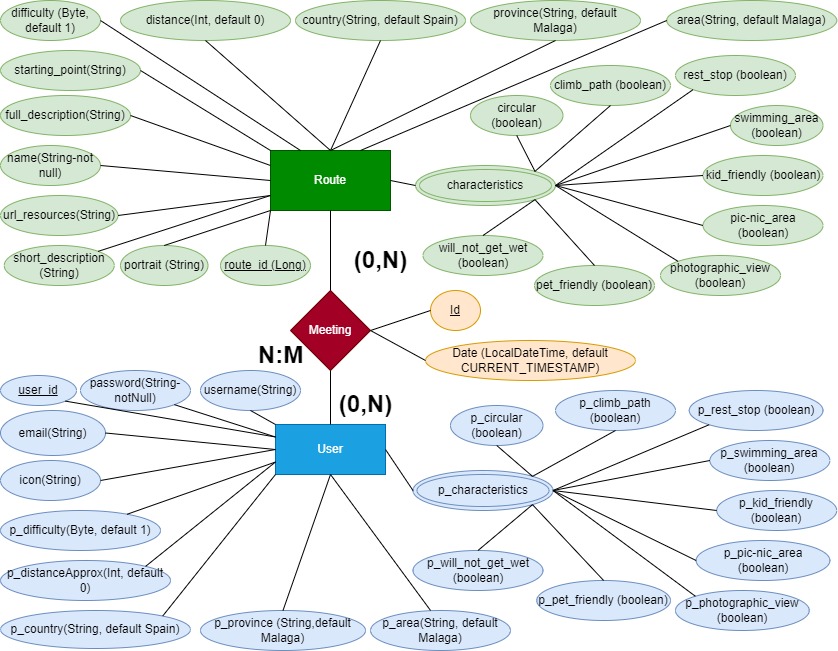 difficulty (Byte,
default 1)
distance(Int, default 0)
country(String, default Spain)
province(String, default
Malaga)
area(String, default Malaga)
starting_point(String)
climb_path (boolean)
rest_stop (boolean)
full_description(String)
circular
(boolean)
swimming_area
(boolean)
name(String-not
null)
Route
characteristics
kid_friendly (boolean)
url_resources(String)
pic-nic_area
(boolean)
short_description
(String)
portrait (String)
route_id (Long)
(0,N)
will_not_get_wet
(boolean)
pet_friendly (boolean)
photographic_view
(boolean)
Id
Meeting
N:M
Date (LocalDateTime, default
CURRENT_TIMESTAMP)
user_id
password(String-
notNull)
username(String)
(0,N)
p_climb_path
(boolean)
p_rest_stop (boolean)
email(String)
p_circular
(boolean)
User
p_swimming_area
(boolean)
icon(String)
p_characteristics
p_kid_friendly
(boolean)
p_difficulty(Byte, default 1)
p_pic-nic_area
(boolean)
p_distanceApprox(Int, default
0)
p_will_not_get_wet
(boolean)
p_pet_friendly (boolean)
p_photographic_view
(boolean)
p_country(String, default Spain)
p_province (String,default
Malaga)
p_area(String, default
Malaga)